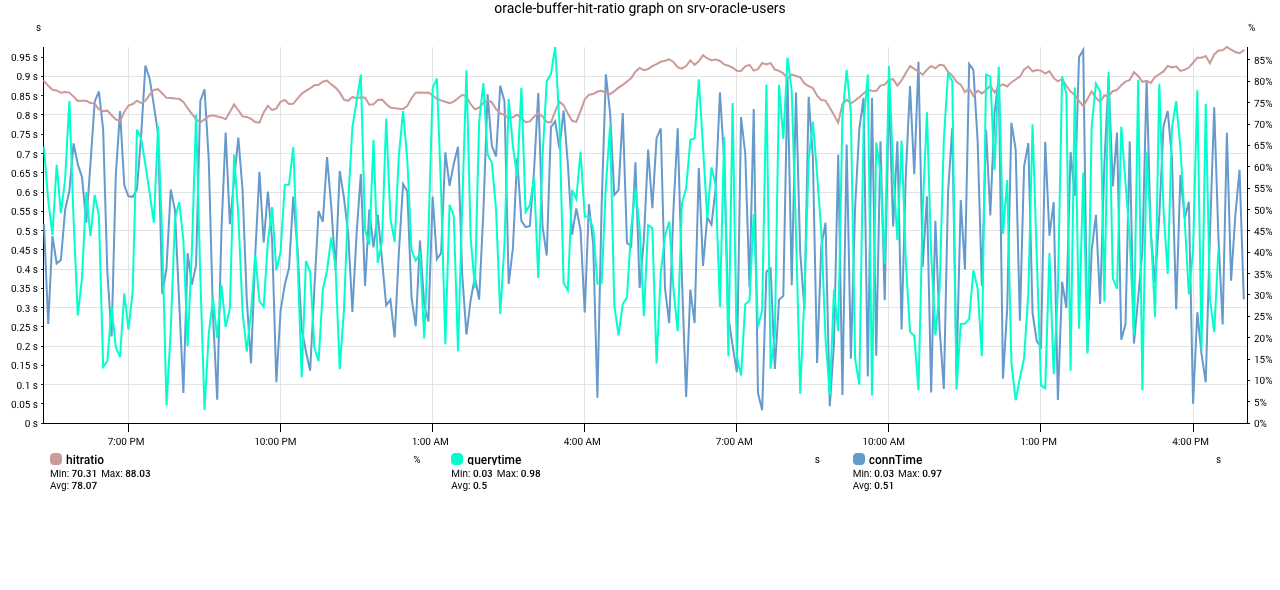 oracle-buffer-hit-ratio graph on srv-oracle-users
s %
0.95 s 85%
0.9 s 80%
0.85 s 75%
0.8 s 70%
0.75 s 65%
0.7 s 60%
0.65 s 55%
0.6 s 50%
0.55 s 45%
0.5 s 40%
0.45 s 35%
0.4 s 30%
0.35 s 25%
0.3 s 20%
0.25 s 15%
0.2 s 10%
0.15 s 5%
0.1 s 0%
0.05 s
0 s
7:00 PM 10:00 PM 1:00 AM 4:00 AM 7:00 AM 10:00 AM 1:00 PM 4:00 PM
hitratio % querytime s connTime s
Min: 70.31 Max: 88.03 Min: 0.03 Max: 0.98 Min: 0.03 Max: 0.97
Avg: 78.07 Avg: 0.5 Avg: 0.51